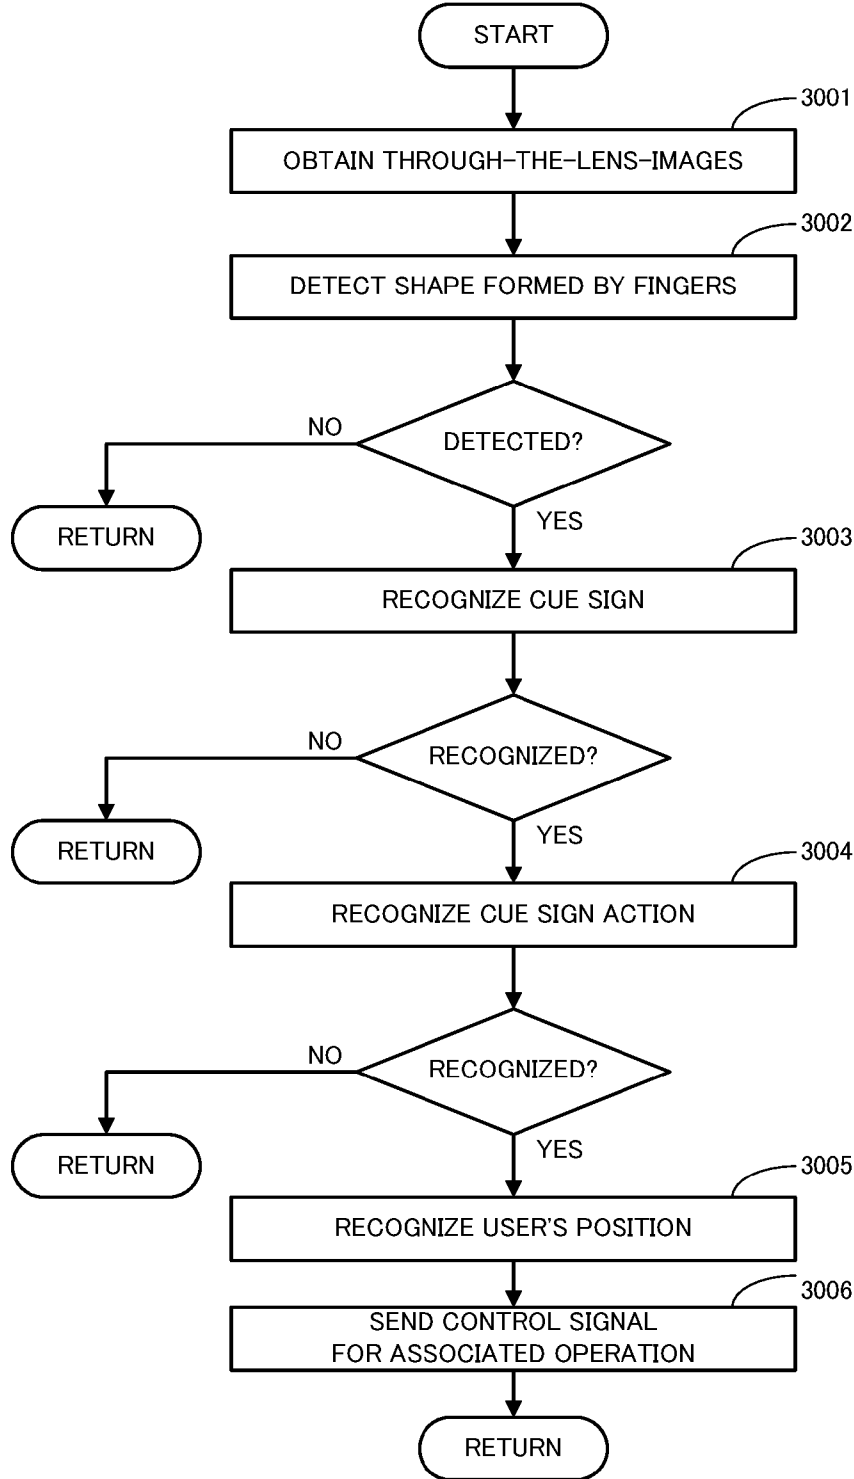 START
3001
OBTAIN THROUGH-THE-LENS-IMAGES
3002
DETECT SHAPE FORMED BY FINGERS
NO
DETECTED?
YES
RETURN
3003
RECOGNIZE CUE SIGN
NO
RECOGNIZED?
YES
RETURN
3004
RECOGNIZE CUE SIGN ACTION
NO
RECOGNIZED?
YES
RETURN
3005
RECOGNIZE USER'S POSITION
3006
SEND CONTROL SIGNAL
FOR ASSOCIATED OPERATION
RETURN